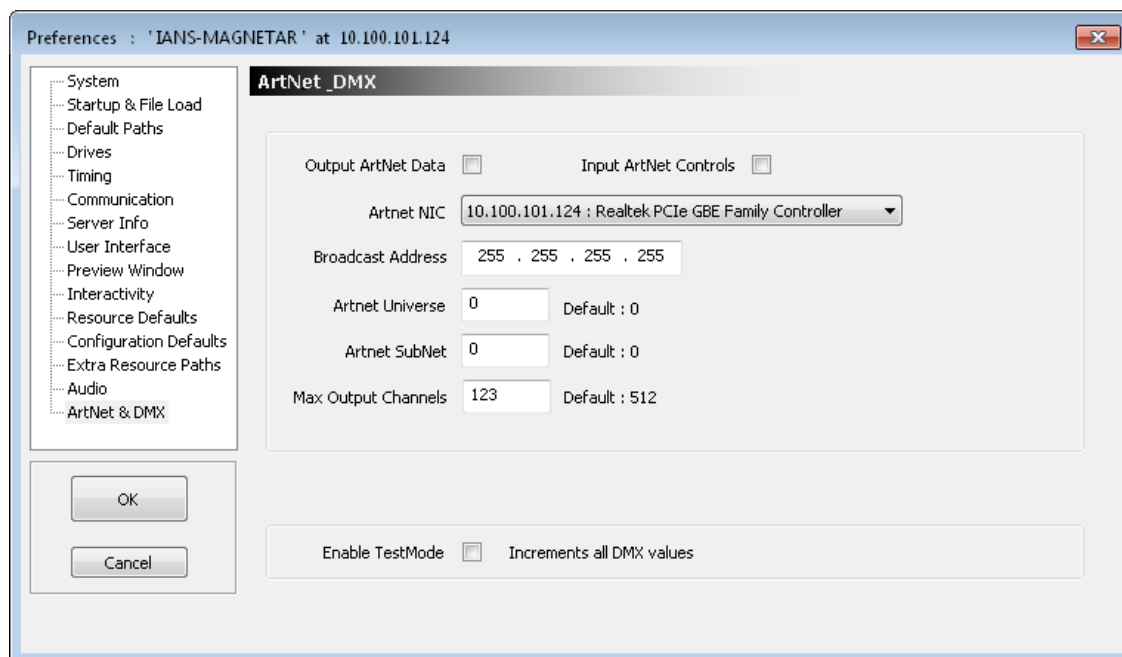 Preferences : 'IANS-MAGNETAR' at 10.100.101.124
System
Startup & File Load
Default Paths
Drives
Timing
Communication
Server Info
User Interface
Preview Window
Interactivity
Resource Defaults
Configuration Defaults
Extra Resource Paths
Audio
ArtNet & DMX
OK
Cancel
ArtNet _DMX
Output ArtNet Data Input ArtNet Controls
Artnet NIC 10.100.101.124 : Realtek PCIe GBE Family Controller
Broadcast Address 255 . 255 . 255 . 255
Artnet Universe 0 Default : 0
Artnet SubNet 0 Default : 0
Max Output Channels 123 Default : 512
Enable TestMode Increments all DMX values